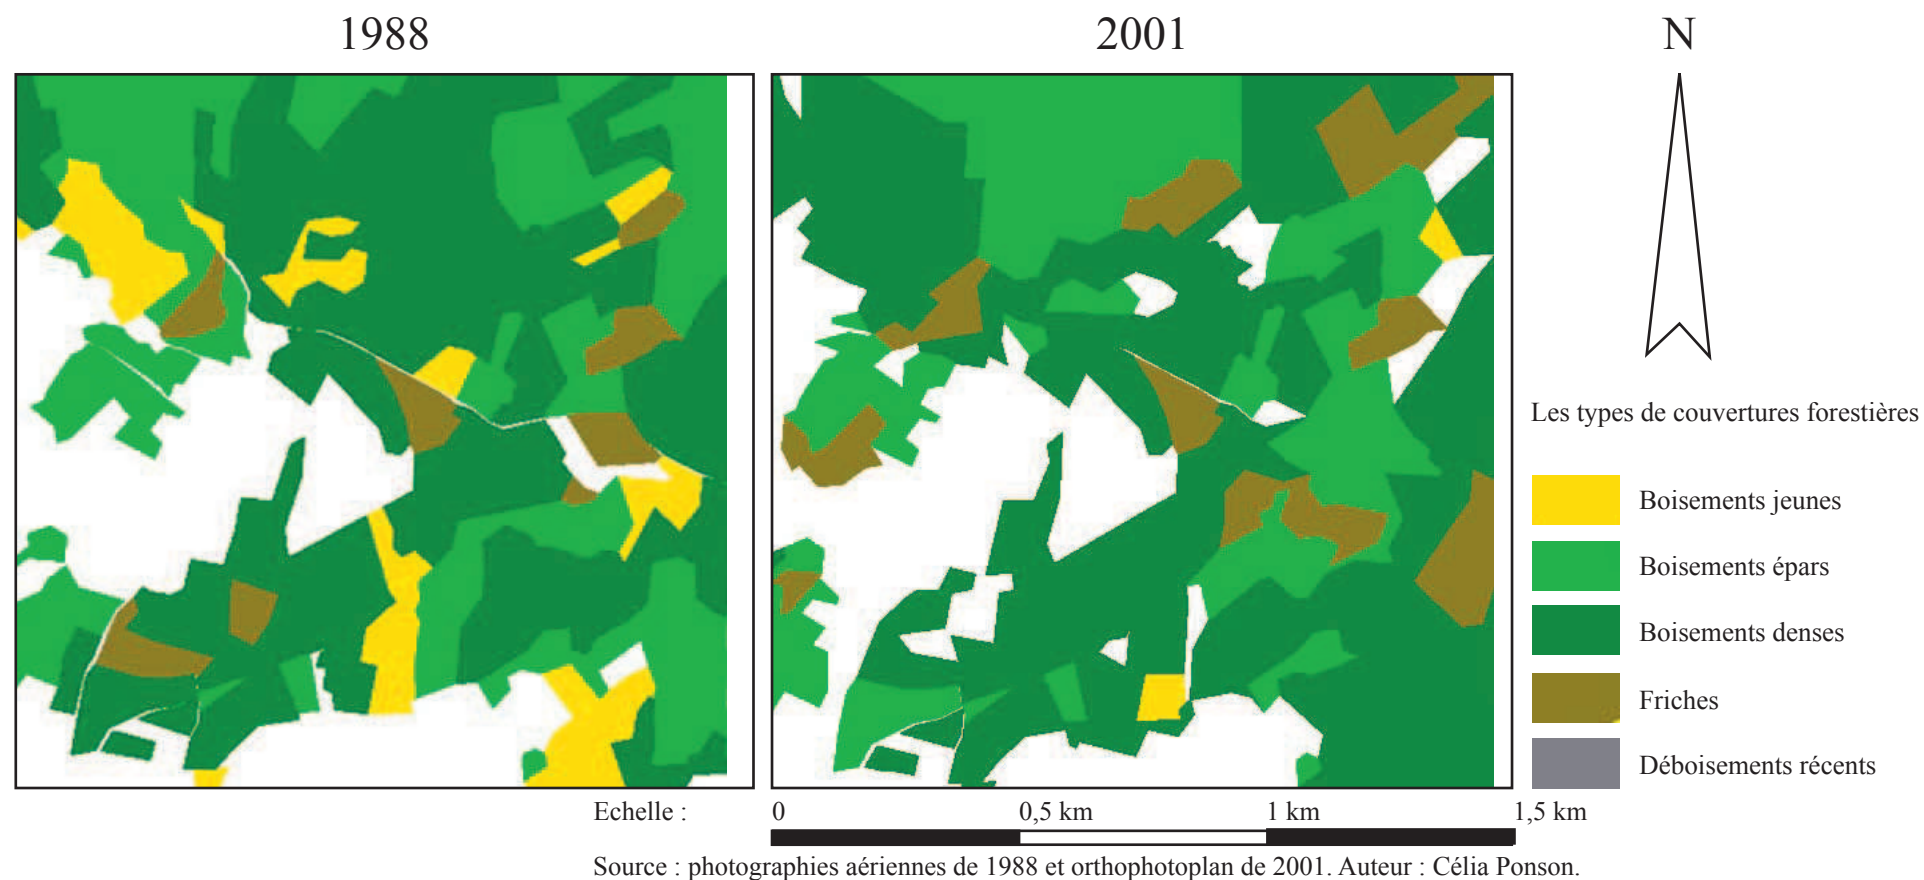 1988
2001
N
Les types de couvertures forestières
Boisements jeunes
Boisements épars
Boisements denses
Friches
Déboisements récents
Echelle : 0 0,5 km 1 km 1,5 km
Source : photographies aériennes de 1988 et orthophotoplan de 2001. Auteur : Célia Ponson.